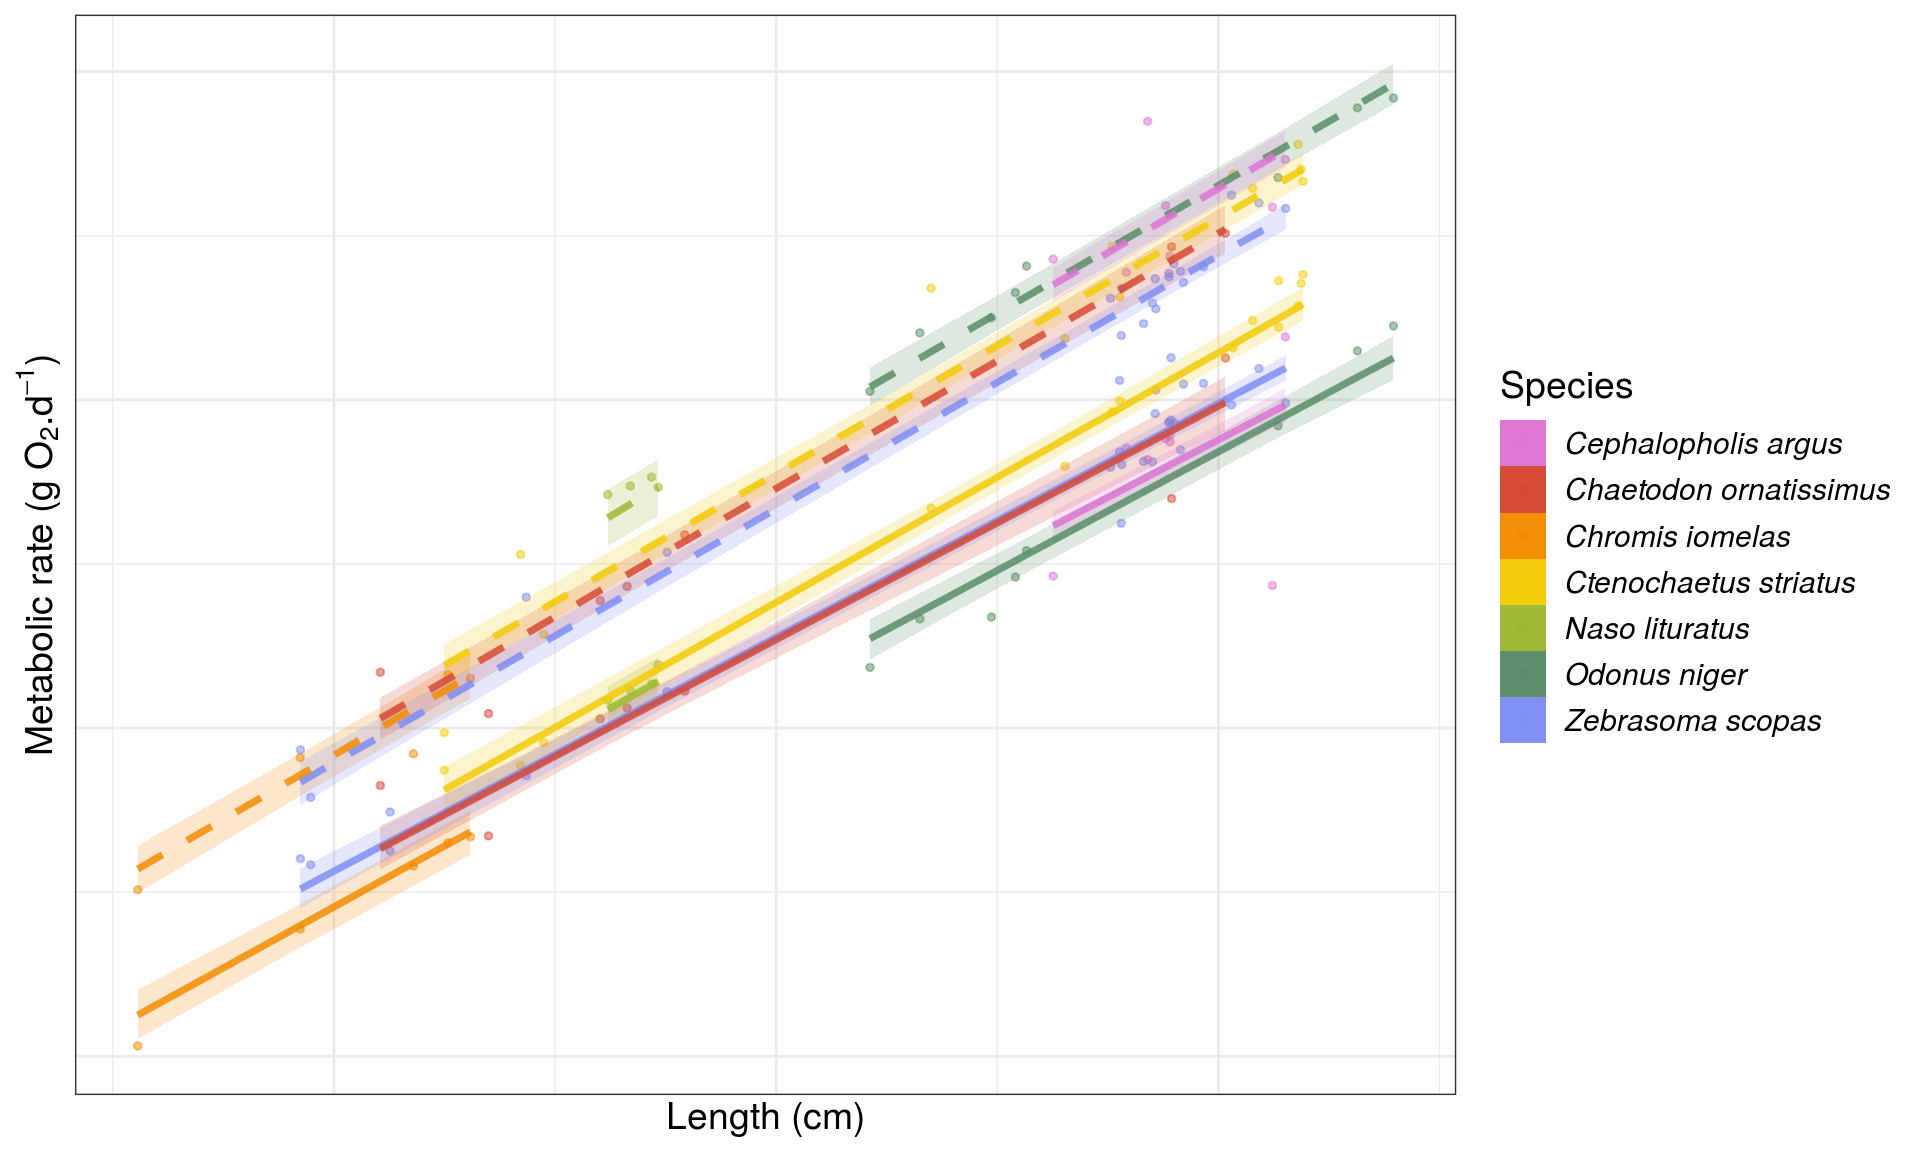 Metabolic rate (g O₂.d⁻¹)
Length (cm)
Species
Cephalopholis argus
Chaetodon ornatissimus
Chromis iomelas
Ctenochaetus striatus
Naso lituratus
Odonus niger
Zebrasoma scopas